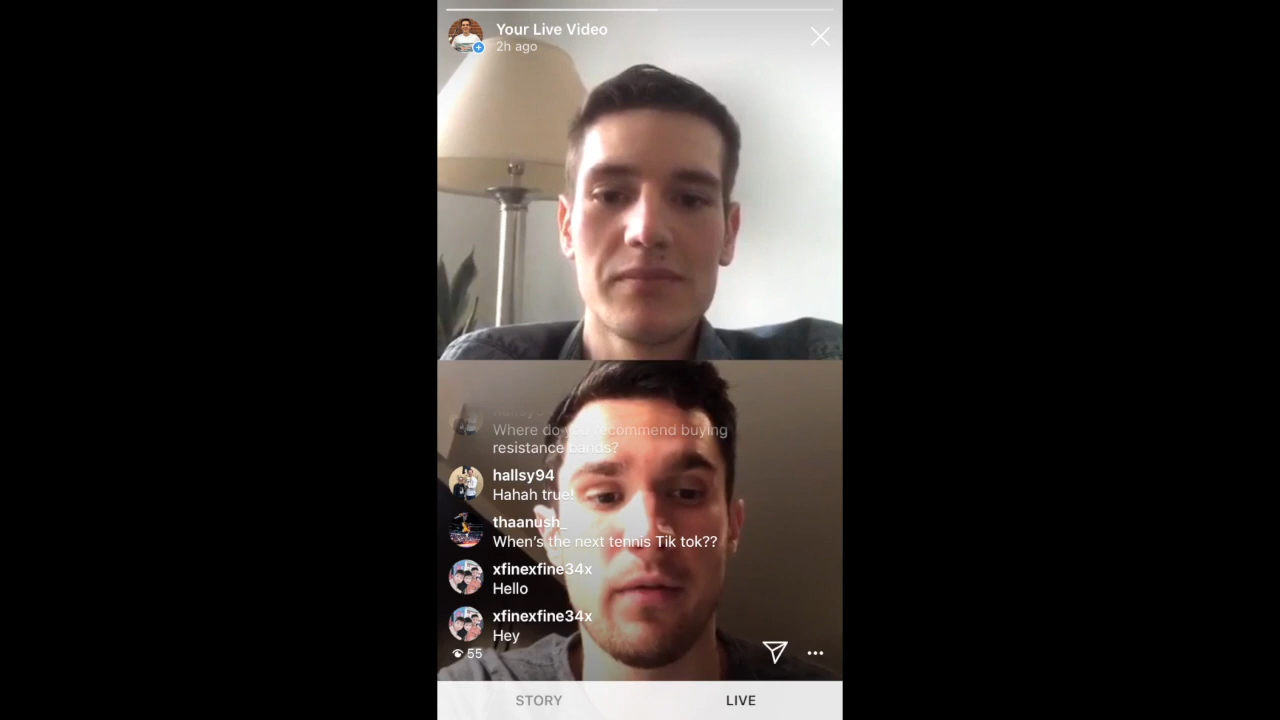 Your Live Video
2h ago
Where do you recommend buying
resistance bands?
hallsy94
Hahah true!
thaanush_
When's the next tennis Tik tok??
xfinexfine34x
Hello
xfinexfine34x
Hey
55
STORY
LIVE